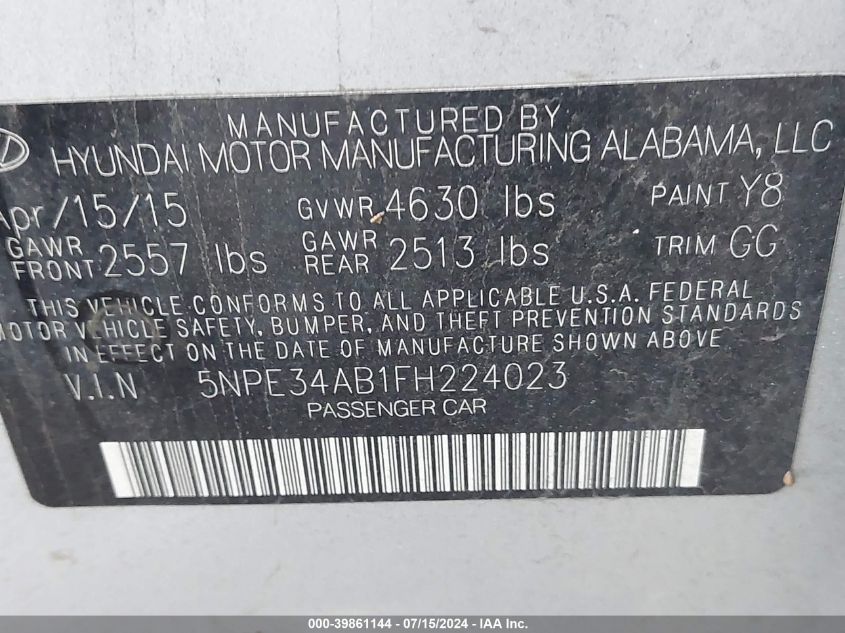 MANUFACTURED BY
HYUNDAI MOTOR MANUFACTURING ALABAMA, LLC
Apr/15/15 GVWR 4630 lbs PAINT Y8
GAWR FRONT 2557 lbs GAWR REAR 2513 lbs TRIM GG
THIS VEHICLE CONFORMS TO ALL APPLICABLE U.S.A. FEDERAL
MOTOR VEHICLE SAFETY, BUMPER, AND THEFT PREVENTION STANDARDS
IN EFFECT ON THE DATE OF MANUFACTURE SHOWN ABOVE
V.I.N 5NPE34AB1FH224023
PASSENGER CAR
000-39861144 - 07/15/2024 - IAA Inc.